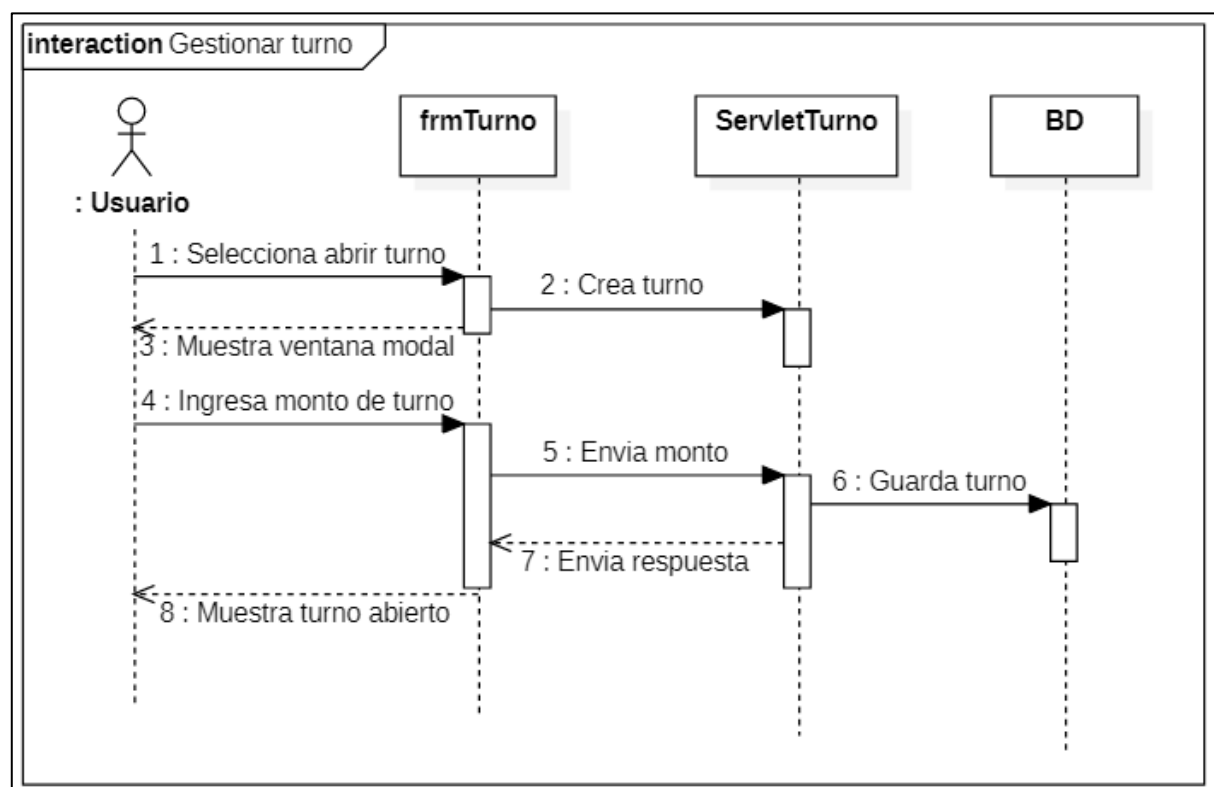 interaction Gestionar turno
frmTurno
ServletTurno
BD
: Usuario
1 : Selecciona abrir turno
2 : Crea turno
3 : Muestra ventana modal
4 : Ingresa monto de turno
5 : Envia monto
6 : Guarda turno
7 : Envia respuesta
8 : Muestra turno abierto